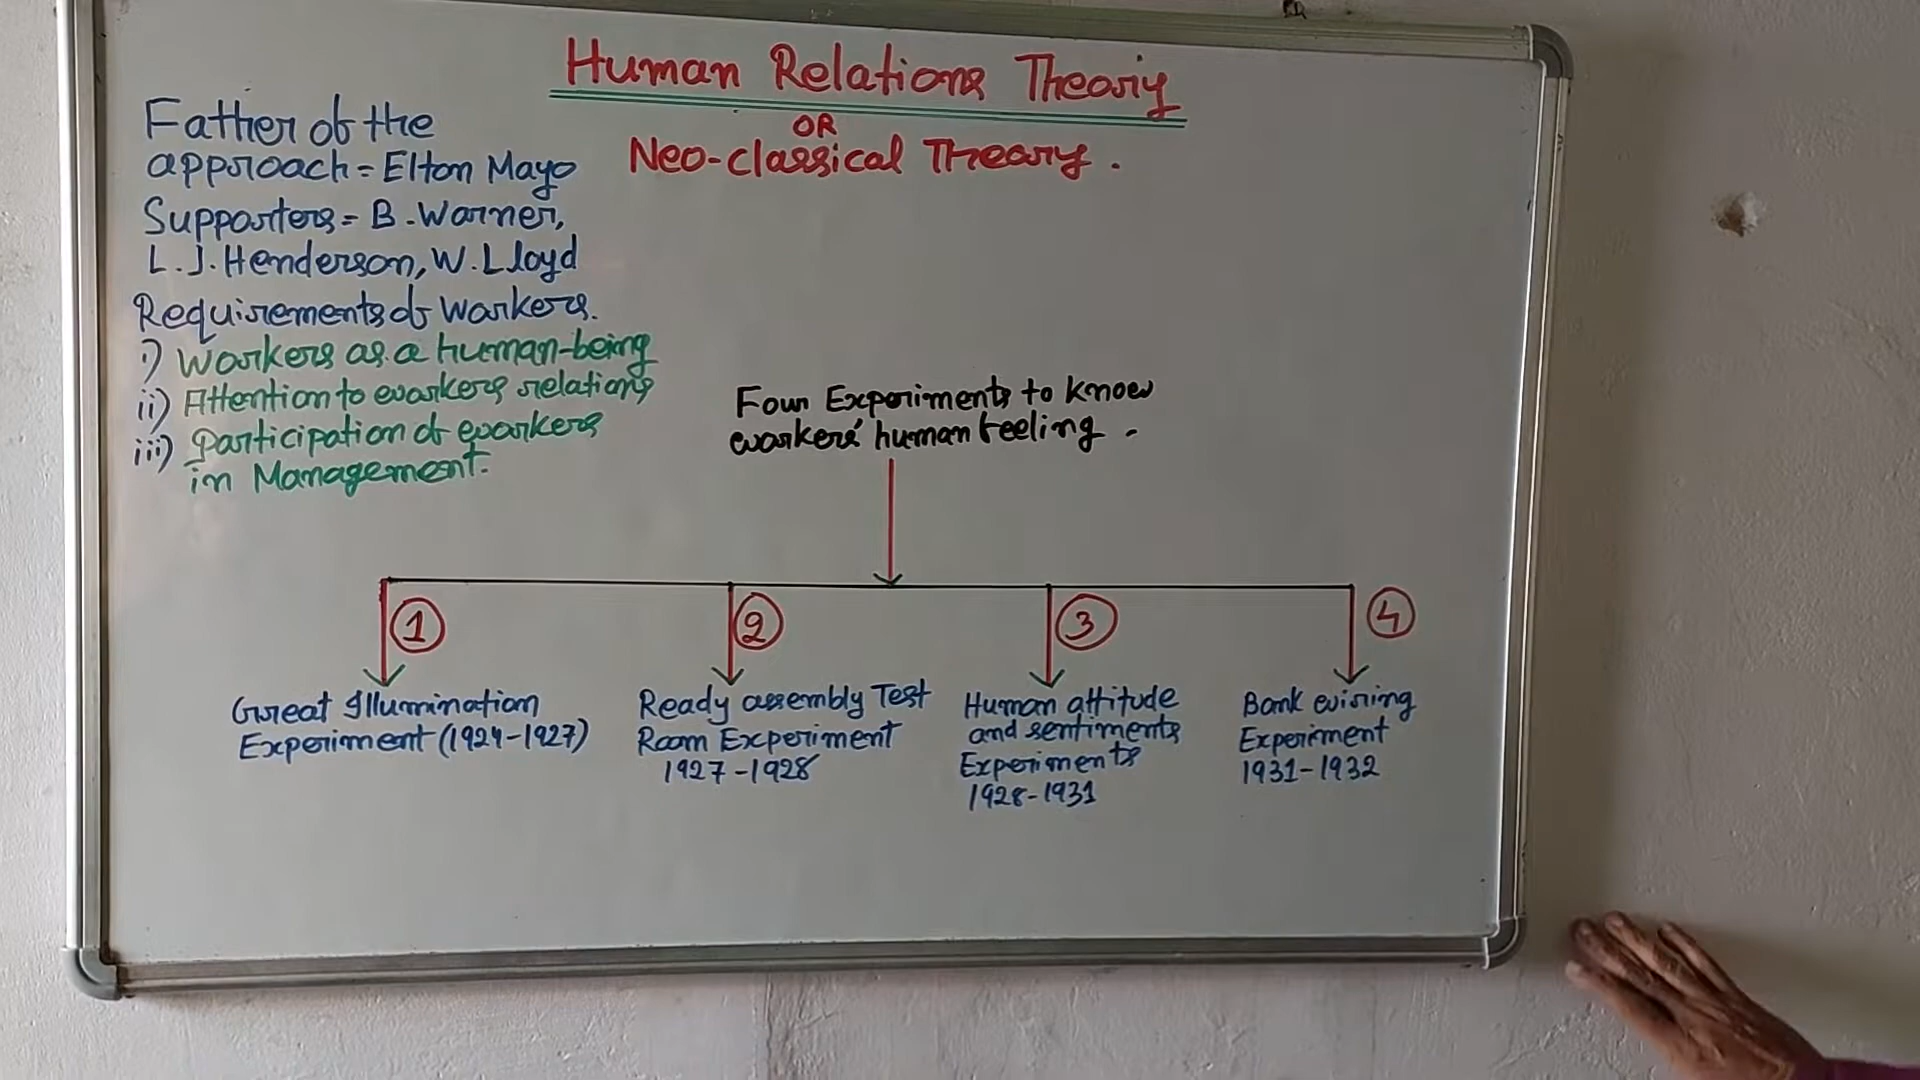 Human Relations Theory
OR
Neo-classical Theory.
Father of the
approach = Elton Mayo
Supporters = B. Warner,
L.J. Henderson, W. Lloyd
Requirements of workers.
i) Workers as a human-being
ii) Attention to workers relations
iii) Participation of workers
in Management.
Four Experiments to know
workers' human feeling.
1
Great Illumination
Experiment (1924-1927)
2
Ready assembly Test
Room Experiment
1927-1928
3
Human attitude
and sentiments
Experiments
1928-1931
4
Bank wiring
Experiment
1931-1932